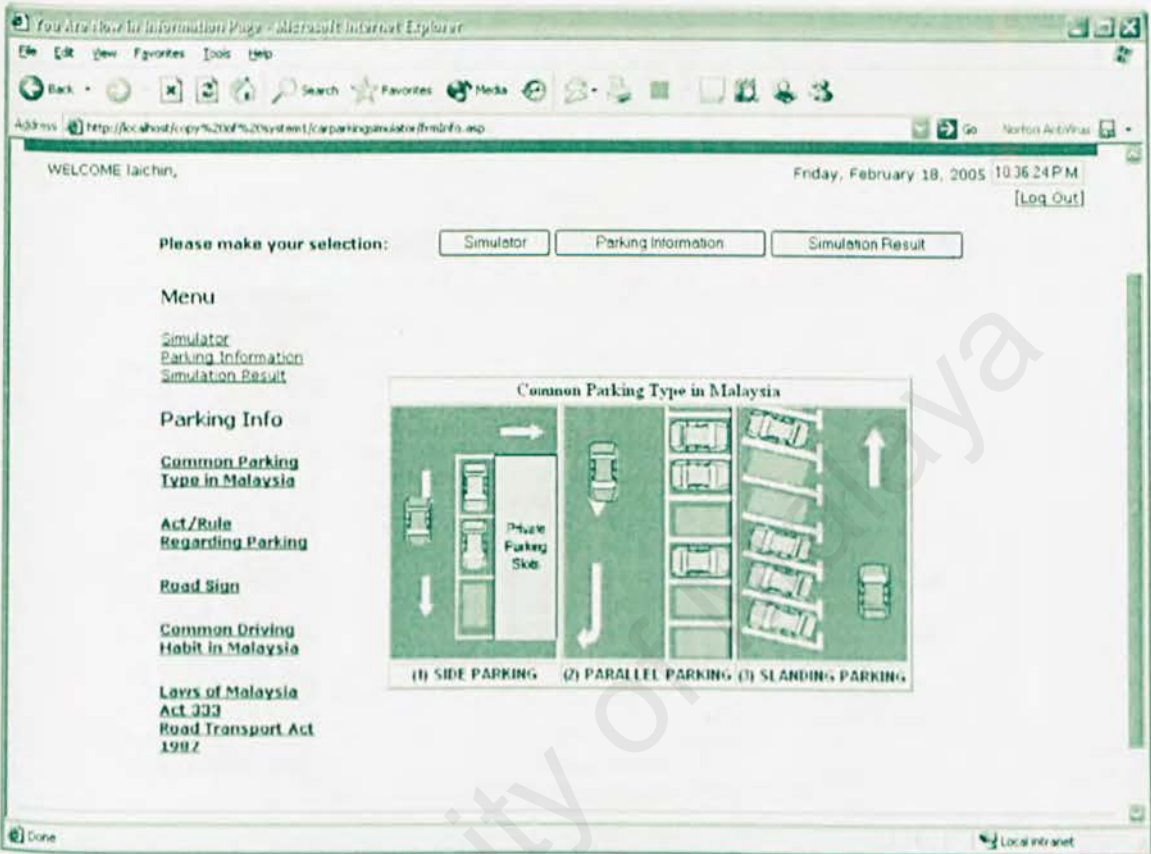 You Are Now In Information Page - Microsoft Internet Explorer
File Edit View Favorites Tools Help
Back Search Favorites Media
Address http://localhost/copy%20of%20system1/carparkingsimulator/frmInfo.asp Go Norton AntiVirus
WELCOME laichin,
Friday, February 18, 2005 10:36:24 PM
[Log Out]
Please make your selection: Simulator Parking Information Simulation Result
Menu
Simulator
Parking Information
Simulation Result
Parking Info
Common Parking
Type in Malaysia
Act/Rule
Regarding Parking
Road Sign
Common Driving
Habit in Malaysia
Laws of Malaysia
Act 333
Road Transport Act
1987
Common Parking Type in Malaysia
Private
Parking
Slots
(1) SIDE PARKING (2) PARALLEL PARKING (3) SLANDING PARKING
Done
Local intranet
ity of Malaya